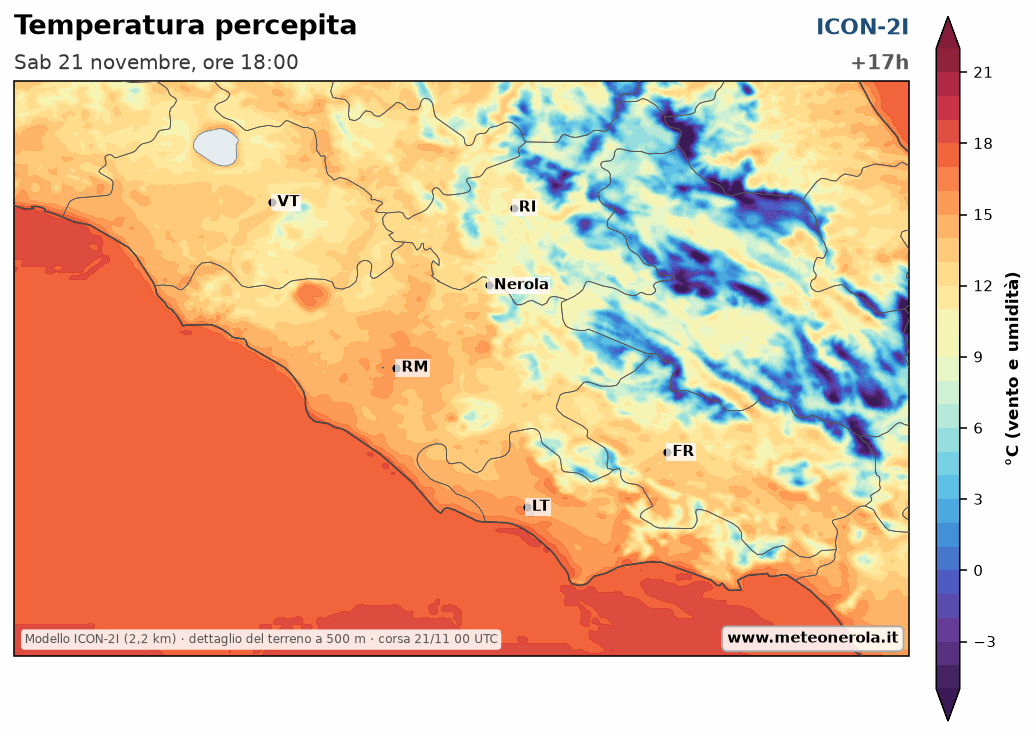 Temperatura percepita
ICON-2I
Sab 21 novembre, ore 18:00
+17h
VT
RI
Nerola
RM
FR
LT
Modello ICON-2I (2,2 km) · dettaglio del terreno a 500 m · corsa 21/11 00 UTC
www.meteonerola.it
21
18
15
12
9
6
3
0
−3
°C (vento e umidità)